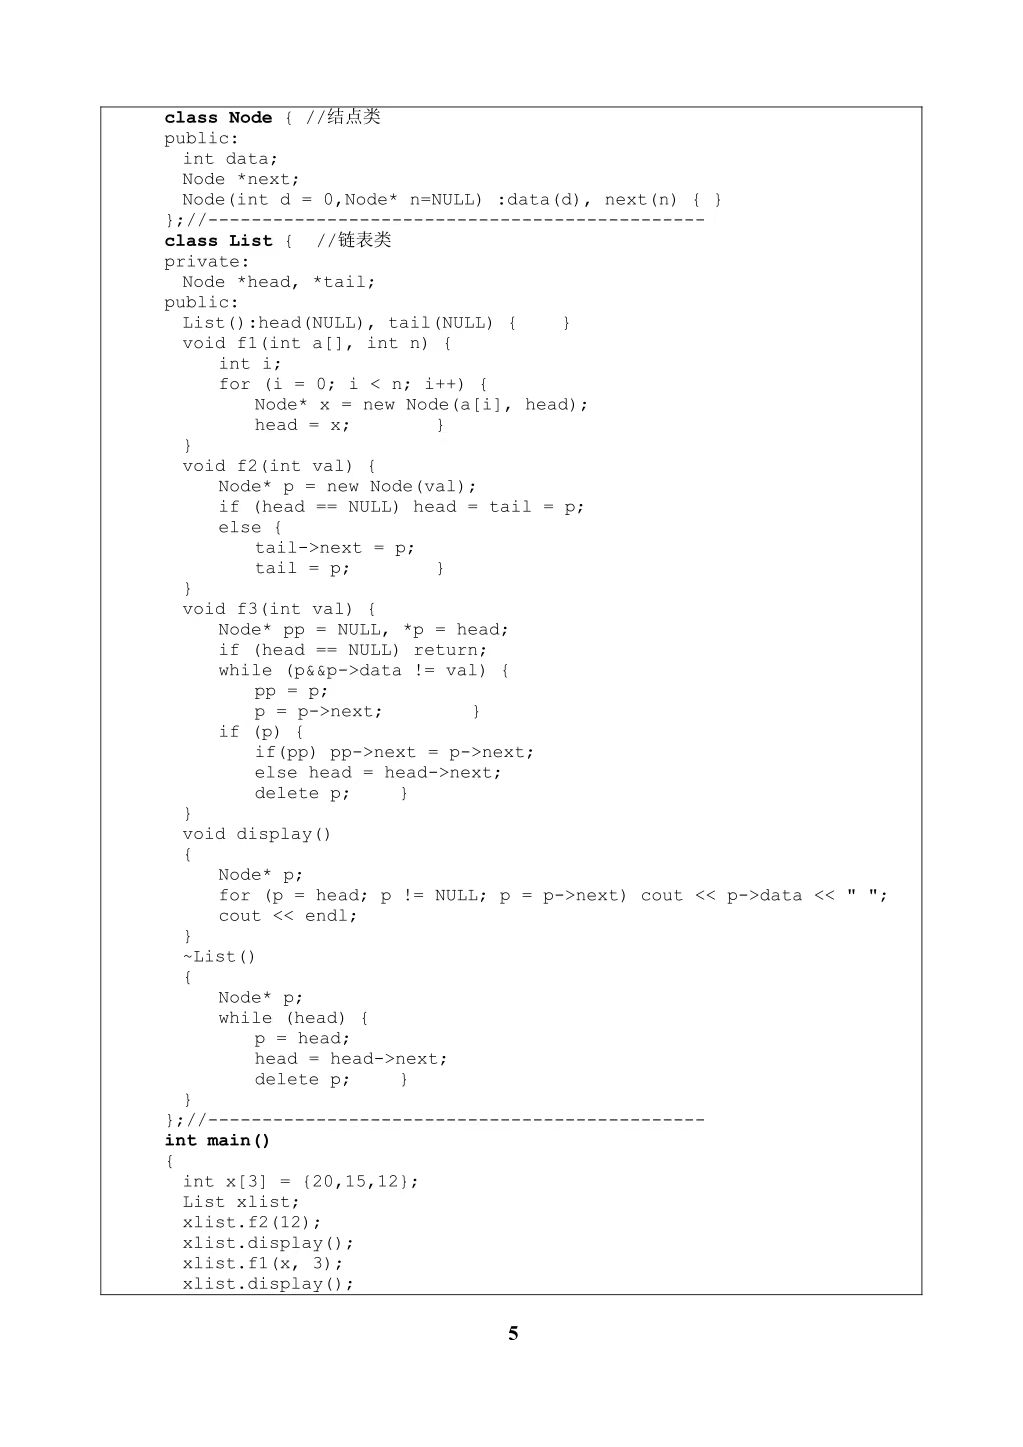 class Node { //结点类
public:
int data;
Node *next;
Node(int d = 0,Node* n=NULL) :data(d), next(n) { }
};//----------------------------------------------
class List {  //链表类
private:
Node *head, *tail;
public:
List():head(NULL), tail(NULL) {    }
void f1(int a[], int n) {
int i;
for (i = 0; i < n; i++) {
Node* x = new Node(a[i], head);
head = x;        }
}
void f2(int val) {
Node* p = new Node(val);
if (head == NULL) head = tail = p;
else {
tail->next = p;
tail = p;        }
}
void f3(int val) {
Node* pp = NULL, *p = head;
if (head == NULL) return;
while (p&&p->data != val) {
pp = p;
p = p->next;        }
if (p) {
if(pp) pp->next = p->next;
else head = head->next;
delete p;    }
}
void display()
{
Node* p;
for (p = head; p != NULL; p = p->next) cout << p->data << " ";
cout << endl;
}
~List()
{
Node* p;
while (head) {
p = head;
head = head->next;
delete p;    }
}
};//----------------------------------------------
int main()
{
int x[3] = {20,15,12};
List xlist;
xlist.f2(12);
xlist.display();
xlist.f1(x, 3);
xlist.display();
5